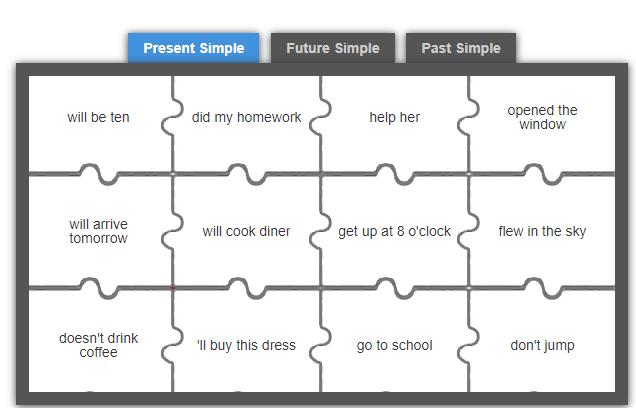 Present Simple
Future Simple
Past Simple
will be ten
did my homework
help her
opened the
window
will arrive
tomorrow
will cook diner
get up at 8 o'clock
flew in the sky
doesn't drink
coffee
'll buy this dress
go to school
don't jump